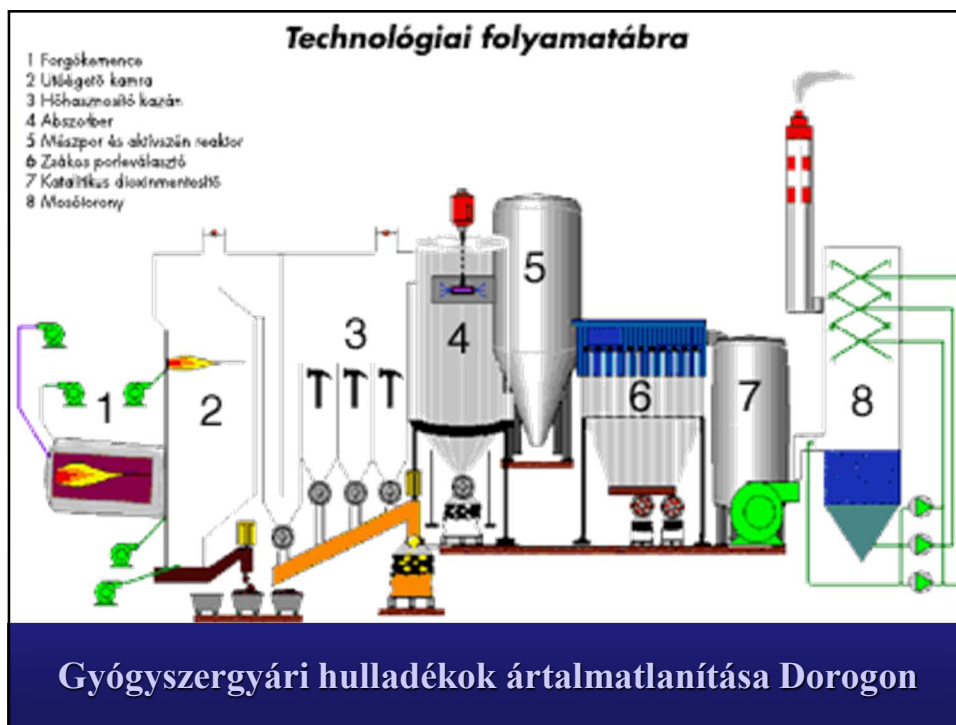 Technológiai folyamatábra
1 Forgókemence
2 Utóégető kamra
3 Hőhasznosító kazán
4 Abszorber
5 Mészpor és aktívszén reaktor
6 Zsákos porleválasztó
7 Katalitikus dioxinmentesítő
8 Mosótorony
1
2
3
4
5
6
7
8
Gyógyszergyári hulladékok ártalmatlanítása Dorogon